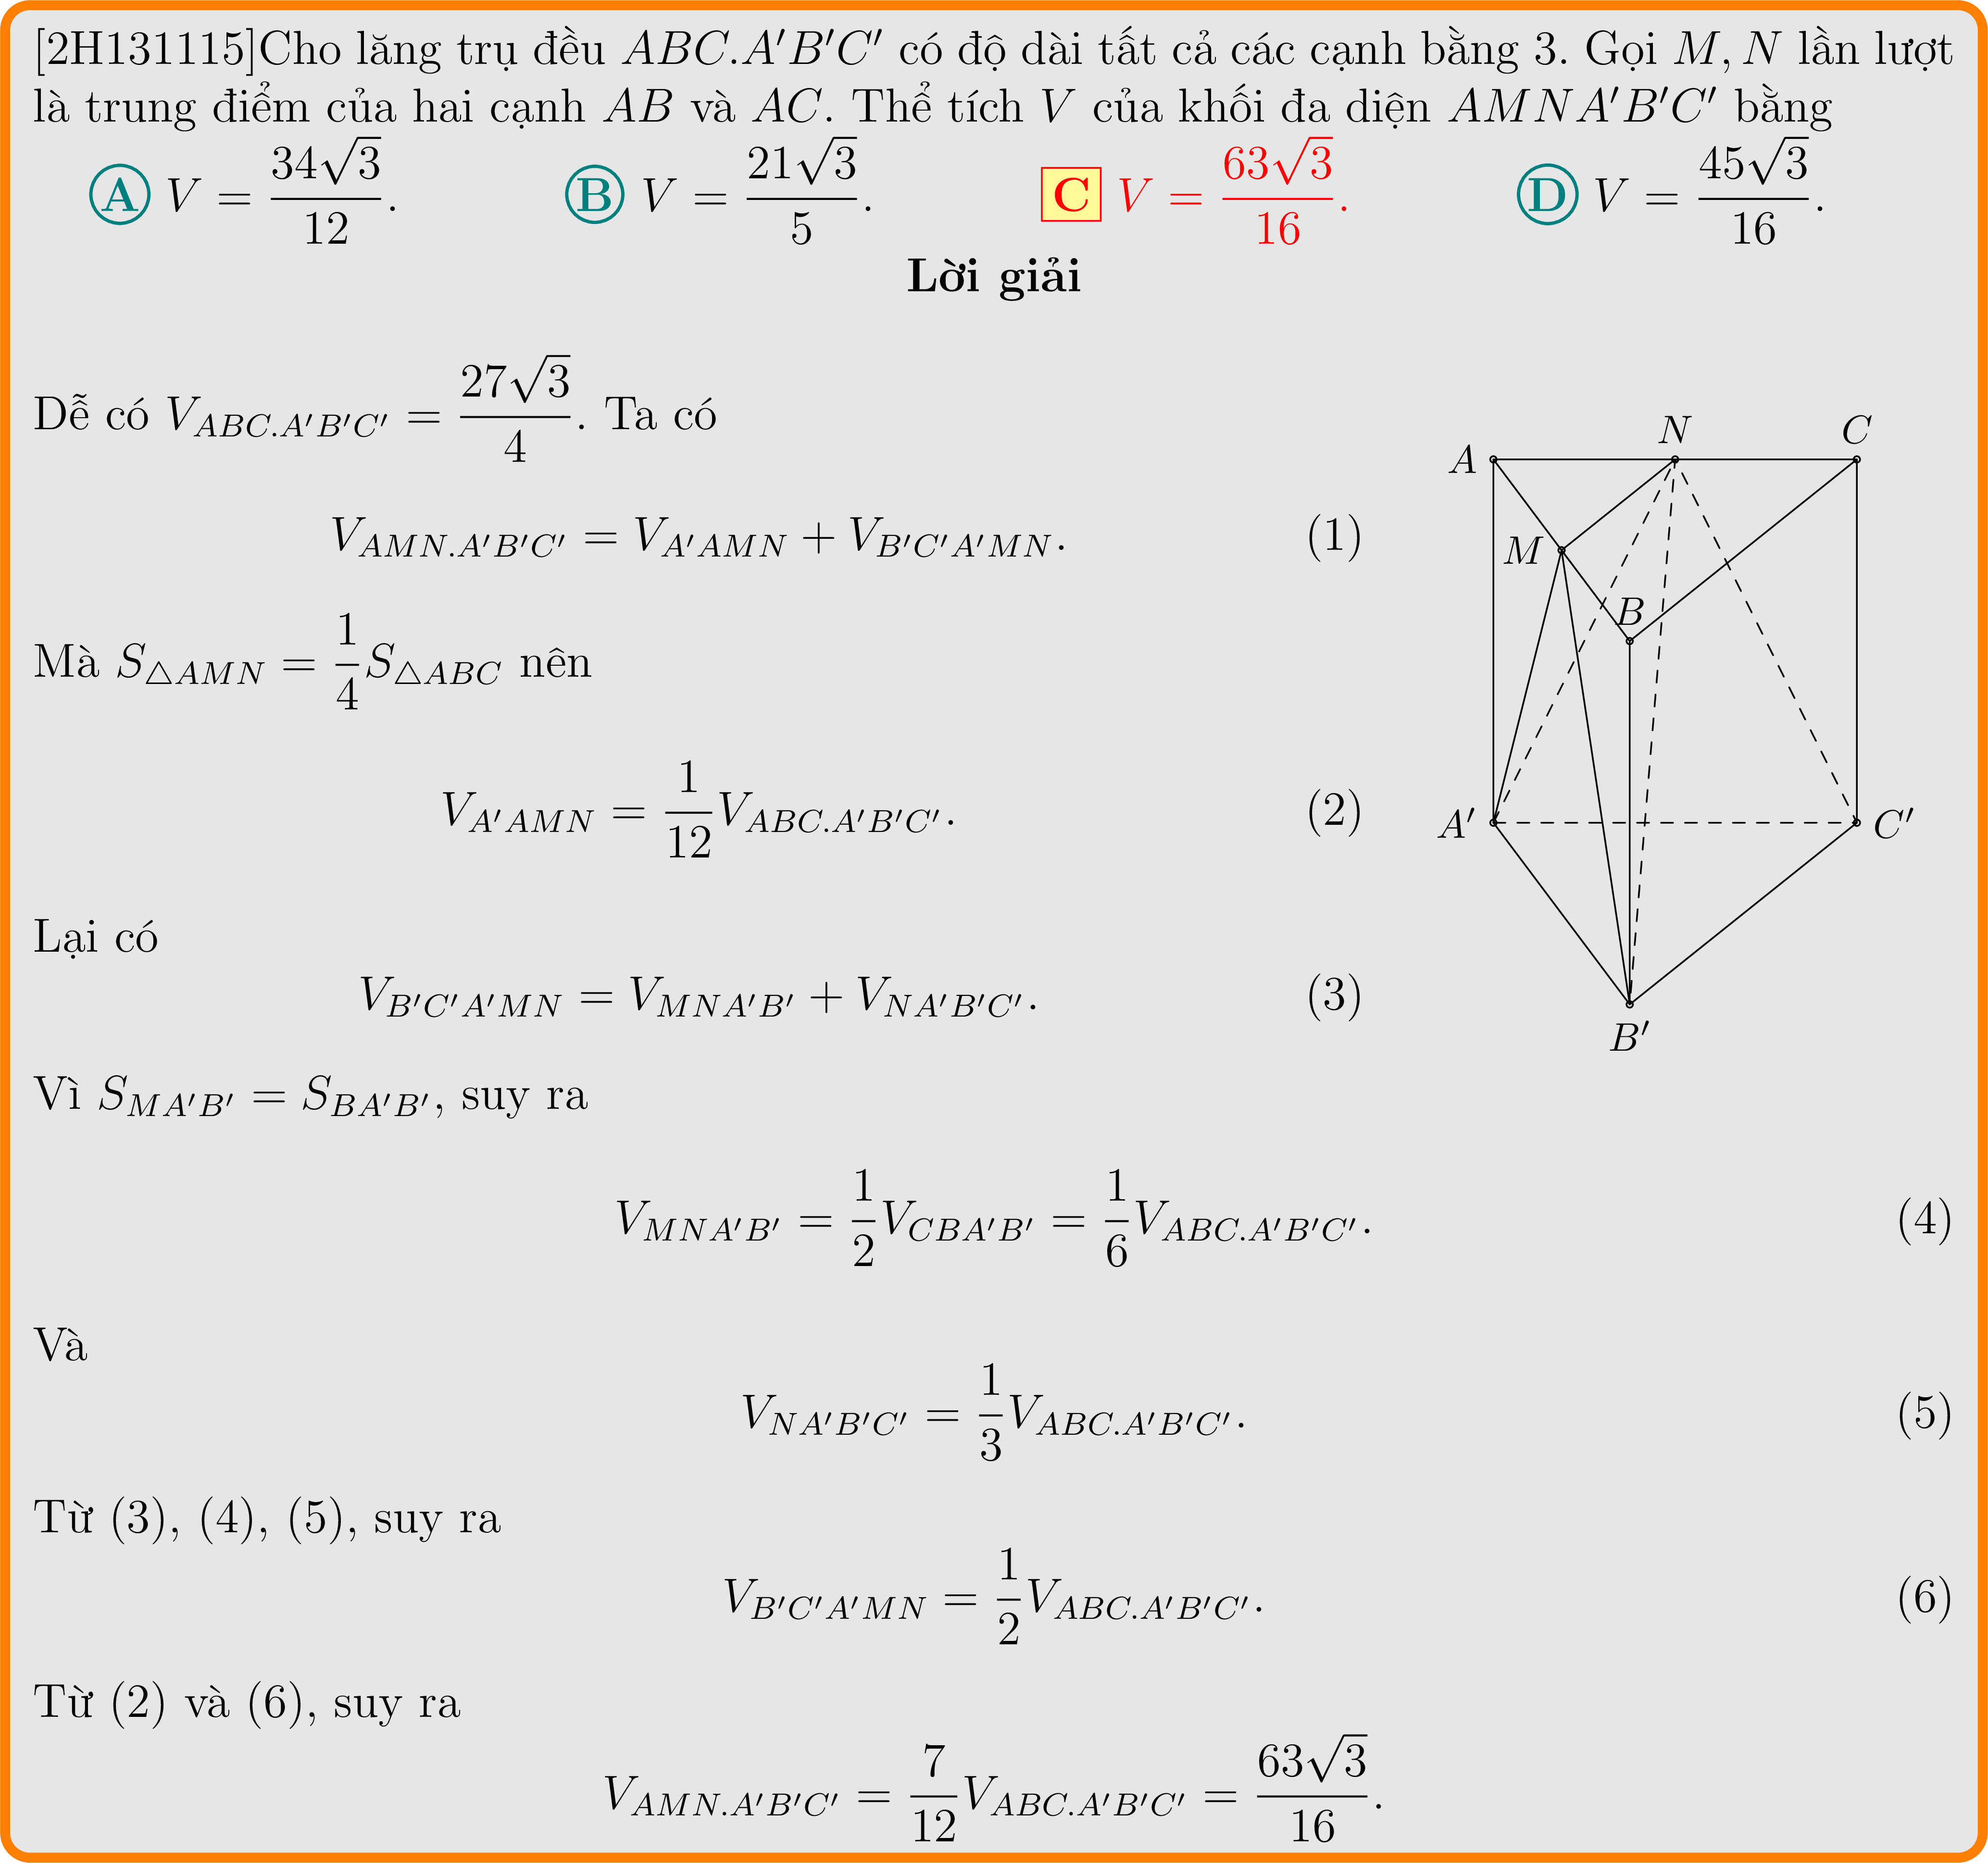 [2H131115]Cho lăng trụ đều ABC.A′B′C′ có độ dài tất cả các cạnh bằng 3. Gọi M, N lần lượt
là trung điểm của hai cạnh AB và AC. Thể tích V của khối đa diện AMNA′B′C′ bằng
A V = \frac{34\sqrt{3}}{12}. B V = \frac{21\sqrt{3}}{5}. C V = \frac{63\sqrt{3}}{16}. D V = \frac{45\sqrt{3}}{16}.
Lời giải
Dễ có V_{ABC.A′B′C′} = \frac{27\sqrt{3}}{4}. Ta có
V_{AMN.A′B′C′} = V_{A′AMN} + V_{B′C′A′MN}. (1)
Mà S_{△AMN} = \frac{1}{4}S_{△ABC} nên
V_{A′AMN} = \frac{1}{12}V_{ABC.A′B′C′}. (2)
Lại có
V_{B′C′A′MN} = V_{MNA′B′} + V_{NA′B′C′}. (3)
N
C
A
M
B
A′
C′
B′
Vì S_{MA′B′} = S_{BA′B′}, suy ra
V_{MNA′B′} = \frac{1}{2}V_{CBA′B′} = \frac{1}{6}V_{ABC.A′B′C′}. (4)
Và
V_{NA′B′C′} = \frac{1}{3}V_{ABC.A′B′C′}. (5)
Từ (3), (4), (5), suy ra
V_{B′C′A′MN} = \frac{1}{2}V_{ABC.A′B′C′}. (6)
Từ (2) và (6), suy ra
V_{AMN.A′B′C′} = \frac{7}{12}V_{ABC.A′B′C′} = \frac{63\sqrt{3}}{16}.